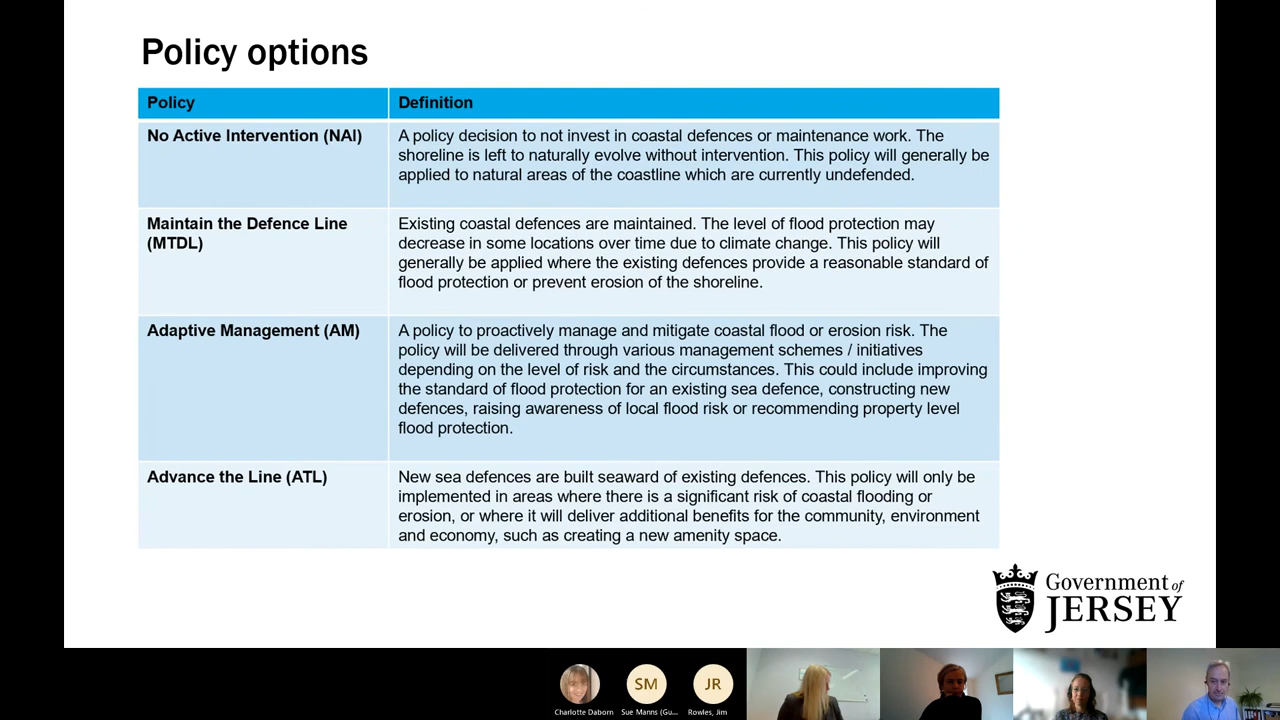 Policy options
Policy
Definition
No Active Intervention (NAI)
A policy decision to not invest in coastal defences or maintenance work. The
shoreline is left to naturally evolve without intervention. This policy will generally be
applied to natural areas of the coastline which are currently undefended.
Maintain the Defence Line
(MTDL)
Existing coastal defences are maintained. The level of flood protection may
decrease in some locations over time due to climate change. This policy will
generally be applied where the existing defences provide a reasonable standard of
flood protection or prevent erosion of the shoreline.
Adaptive Management (AM)
A policy to proactively manage and mitigate coastal flood or erosion risk. The
policy will be delivered through various management schemes / initiatives
depending on the level of risk and the circumstances. This could include improving
the standard of flood protection for an existing sea defence, constructing new
defences, raising awareness of local flood risk or recommending property level
flood protection.
Advance the Line (ATL)
New sea defences are built seaward of existing defences. This policy will only be
implemented in areas where there is a significant risk of coastal flooding or
erosion, or where it will deliver additional benefits for the community, environment
and economy, such as creating a new amenity space.
Government of
JERSEY
SM
JR
Charlotte Daborn
Sue Manns (Gu...
Rowles, Jim